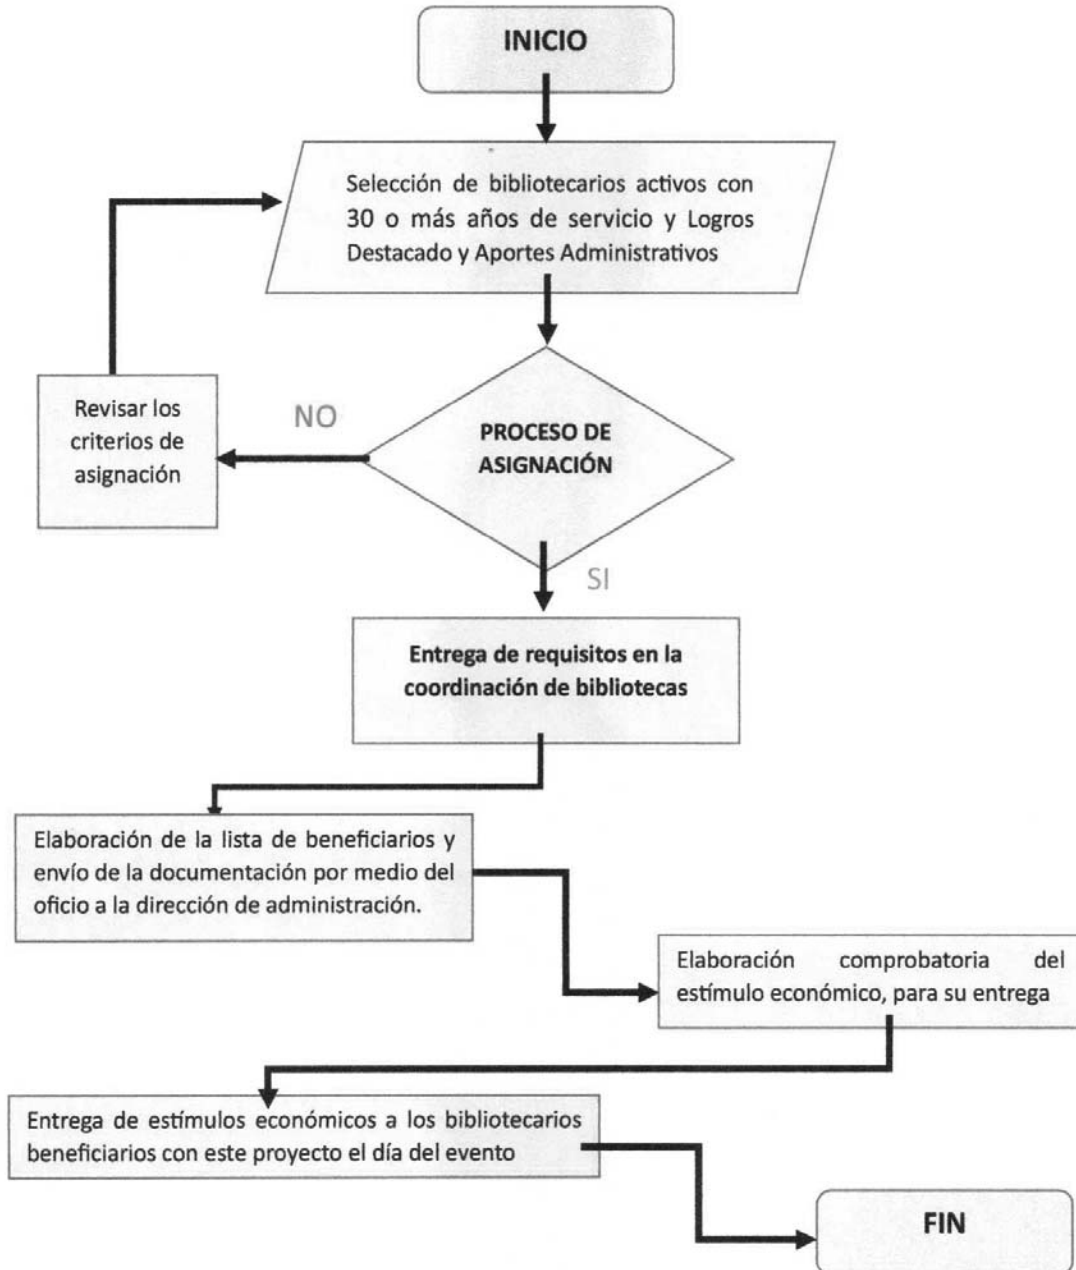 INICIO
Selección de bibliotecarios activos con
30 o más años de servicio y Logros
Destacado y Aportes Administrativos
Revisar los
criterios de
asignación
NO
PROCESO DE
ASIGNACIÓN
SI
Entrega de requisitos en la
coordinación de bibliotecas
Elaboración de la lista de beneficiarios y
envío de la documentación por medio del
oficio a la dirección de administración.
Elaboración comprobatoria del
estímulo económico, para su entrega
Entrega de estímulos económicos a los bibliotecarios
beneficiarios con este proyecto el día del evento
FIN